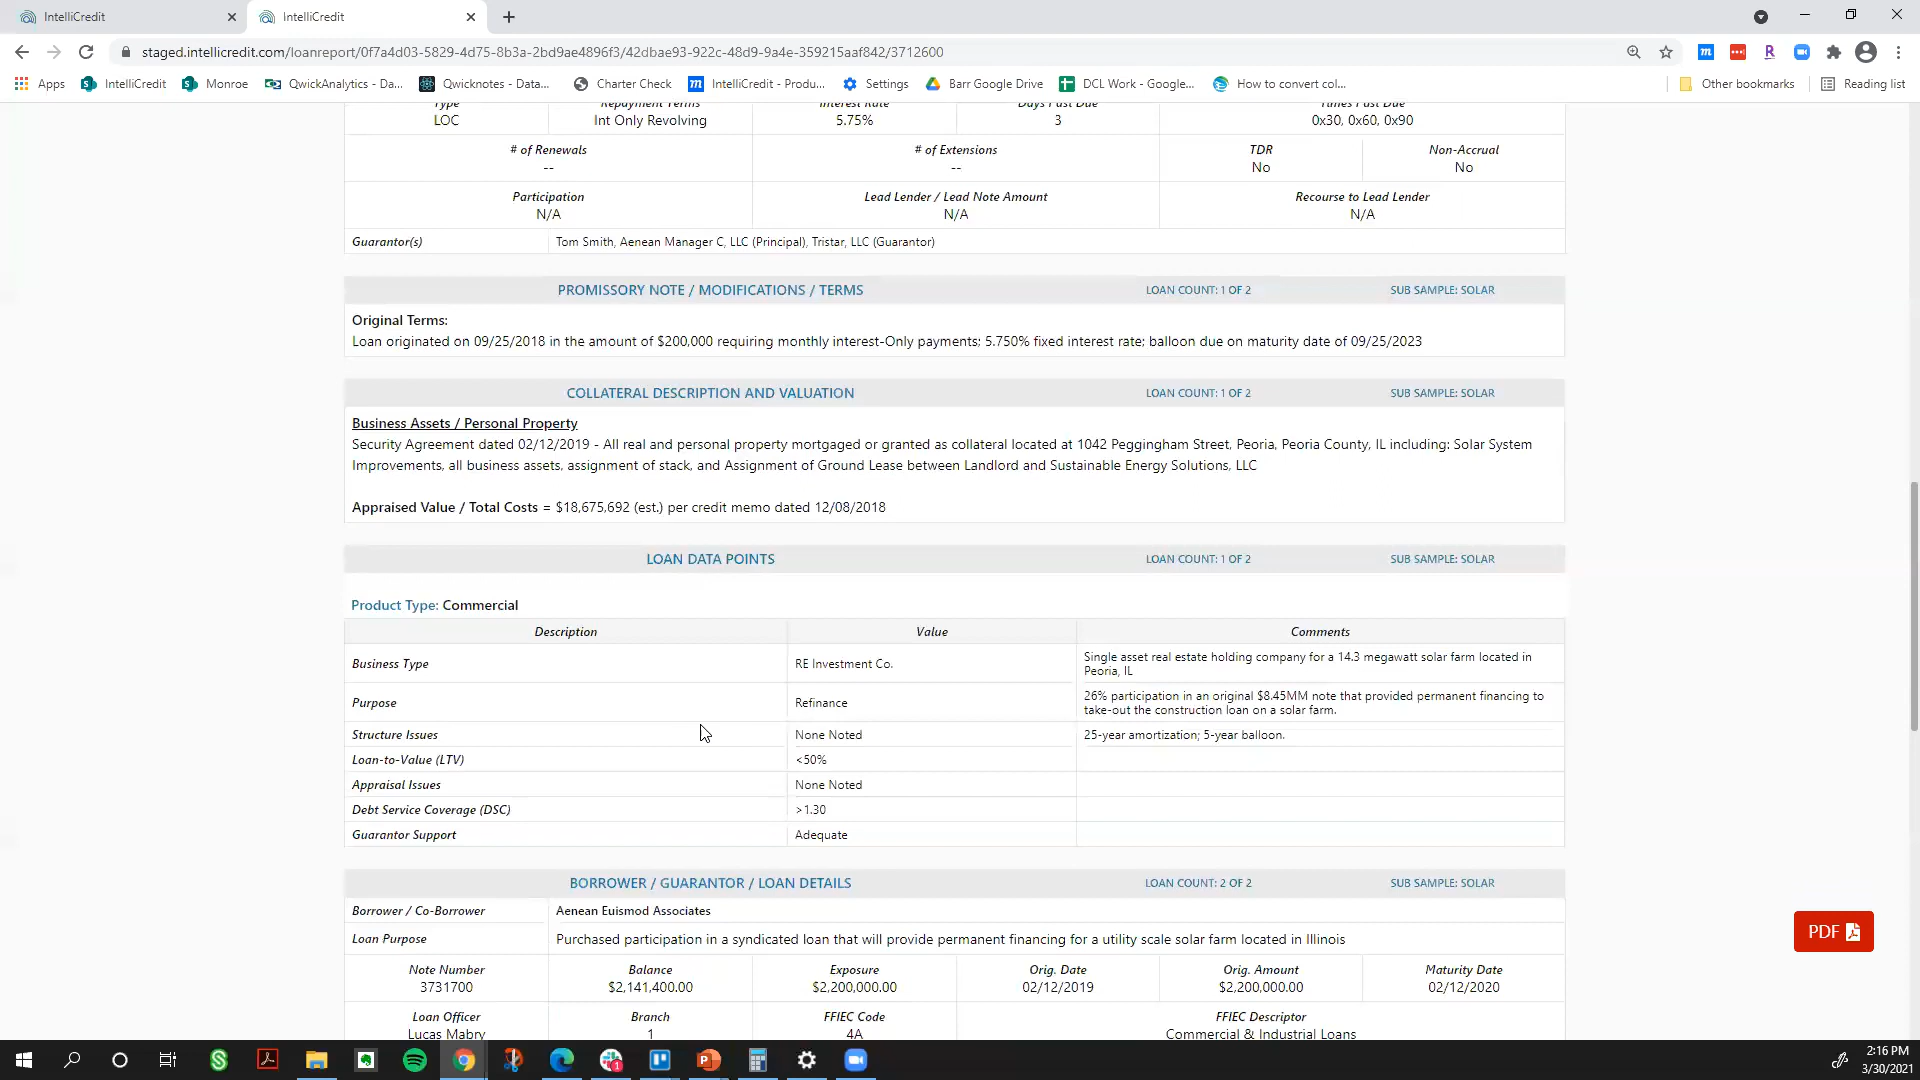 IntelliCredit
IntelliCredit
staged.intellicredit.com/loanreport/0f7a4d03-5829-4d75-8b3a-2bd9ae4896f3/42dbae93-922c-48d9-9a4e-359215aaf842/3712600
Apps IntelliCredit Monroe QwickAnalytics - Da... Qwicknotes - Data... Charter Check IntelliCredit - Produ... Settings Barr Google Drive DCL Work - Google... How to convert col... Other bookmarks Reading list
Type Repayment Terms Interest Rate Days Past Due Times Past Due
LOC Int Only Revolving 5.75% 3 0x30, 0x60, 0x90
# of Renewals # of Extensions TDR Non-Accrual
-- -- No No
Participation Lead Lender / Lead Note Amount Recourse to Lead Lender
N/A N/A N/A
Guarantor(s) Tom Smith, Aenean Manager C, LLC (Principal), Tristar, LLC (Guarantor)
PROMISSORY NOTE / MODIFICATIONS / TERMS LOAN COUNT: 1 OF 2 SUB SAMPLE: SOLAR
Original Terms:
Loan originated on 09/25/2018 in the amount of $200,000 requiring monthly interest-Only payments; 5.750% fixed interest rate; balloon due on maturity date of 09/25/2023
COLLATERAL DESCRIPTION AND VALUATION LOAN COUNT: 1 OF 2 SUB SAMPLE: SOLAR
Business Assets / Personal Property
Security Agreement dated 02/12/2019 - All real and personal property mortgaged or granted as collateral located at 1042 Peggingham Street, Peoria, Peoria County, IL including: Solar System
Improvements, all business assets, assignment of stack, and Assignment of Ground Lease between Landlord and Sustainable Energy Solutions, LLC
Appraised Value / Total Costs = $18,675,692 (est.) per credit memo dated 12/08/2018
LOAN DATA POINTS LOAN COUNT: 1 OF 2 SUB SAMPLE: SOLAR
Product Type: Commercial
Description Value Comments
Business Type RE Investment Co. Single asset real estate holding company for a 14.3 megawatt solar farm located in
Peoria, IL
Purpose Refinance 26% participation in an original $8.45MM note that provided permanent financing to
take-out the construction loan on a solar farm.
Structure Issues None Noted 25-year amortization; 5-year balloon.
Loan-to-Value (LTV) <50%
Appraisal Issues None Noted
Debt Service Coverage (DSC) >1.30
Guarantor Support Adequate
BORROWER / GUARANTOR / LOAN DETAILS LOAN COUNT: 2 OF 2 SUB SAMPLE: SOLAR
Borrower / Co-Borrower Aenean Euismod Associates
Loan Purpose Purchased participation in a syndicated loan that will provide permanent financing for a utility scale solar farm located in Illinois
PDF
Note Number Balance Exposure Orig. Date Orig. Amount Maturity Date
3731700 $2,141,400.00 $2,200,000.00 02/12/2019 $2,200,000.00 02/12/2020
Loan Officer Branch FFIEC Code FFIEC Descriptor
Lucas Mabry 1 4A Commercial & Industrial Loans
2:16 PM
3/30/2021